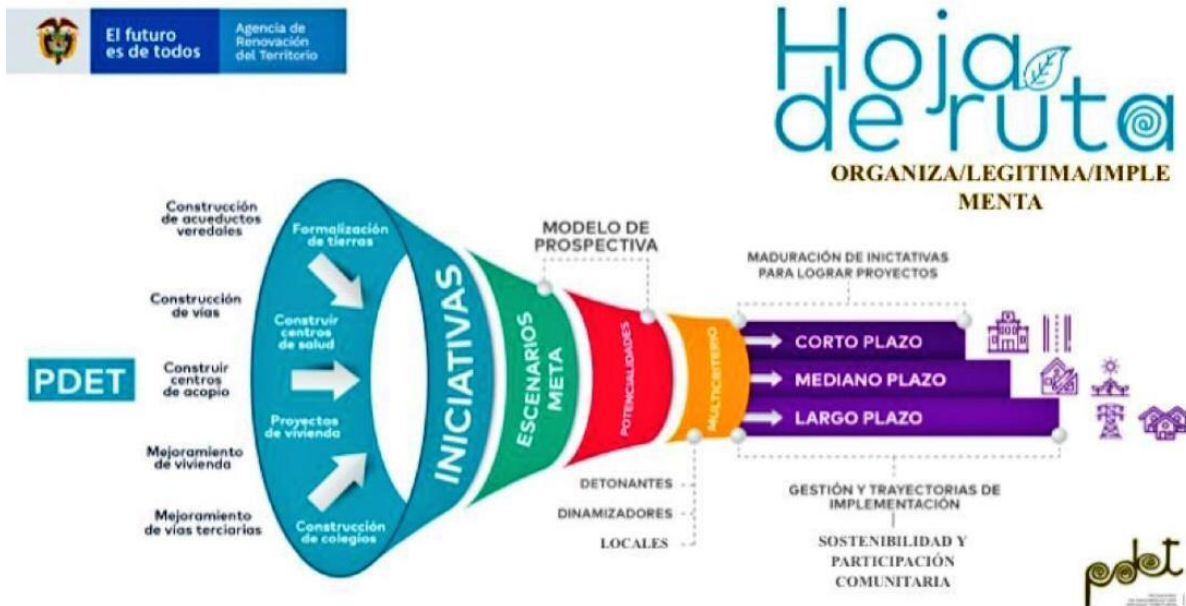 El futuro
es de todos
Agencia de
Renovación
del Territorio
Hoja
de ruta
ORGANIZA/LEGITIMA/IMPLE
MENTA
PDET
Construcción
de acueductos
veredales
Construcción
de vías
Construir
centros
de acopio
Mejoramiento
de vivienda
Mejoramiento
de vías terciarias
Formalización
de tierras
Construir
centros
de salud
Proyectos
de vivienda
Construcción
de colegios
INICIATIVAS
ESCENARIOS
META
MODELO DE
PROSPECTIVA
POTENCIALIDADES
MULTICRITERIO
DETONANTES
DINAMIZADORES
LOCALES
MADURACIÓN DE INICTATIVAS
PARA LOGRAR PROYECTOS
CORTO PLAZO
MEDIANO PLAZO
LARGO PLAZO
GESTIÓN Y TRAYECTORIAS DE
IMPLEMENTACIÓN
SOSTENIBILIDAD Y
PARTICIPACIÓN
COMUNITARIA
pdet